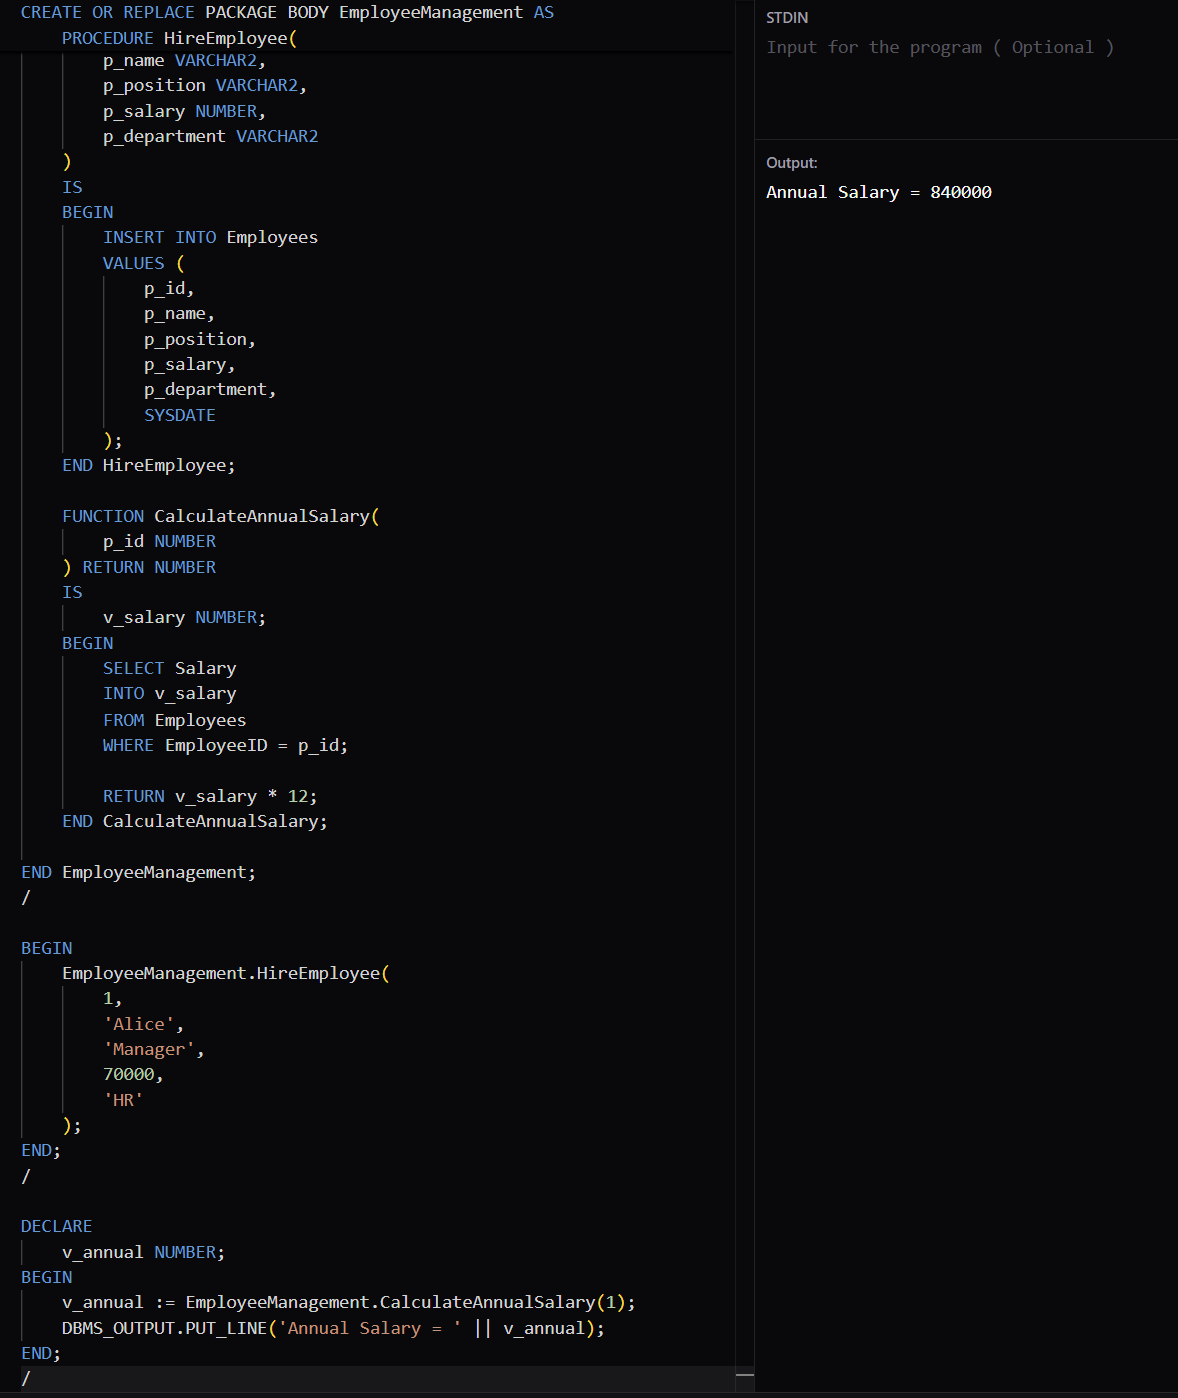 CREATE OR REPLACE PACKAGE BODY EmployeeManagement AS
    PROCEDURE HireEmployee(
        p_name VARCHAR2,
        p_position VARCHAR2,
        p_salary NUMBER,
        p_department VARCHAR2
    )
    IS
    BEGIN
        INSERT INTO Employees
        VALUES (
            p_id,
            p_name,
            p_position,
            p_salary,
            p_department,
            SYSDATE
        );
    END HireEmployee;

    FUNCTION CalculateAnnualSalary(
        p_id NUMBER
    ) RETURN NUMBER
    IS
        v_salary NUMBER;
    BEGIN
        SELECT Salary
        INTO v_salary
        FROM Employees
        WHERE EmployeeID = p_id;

        RETURN v_salary * 12;
    END CalculateAnnualSalary;

END EmployeeManagement;
/

BEGIN
    EmployeeManagement.HireEmployee(
        1,
        'Alice',
        'Manager',
        70000,
        'HR'
    );
END;
/

DECLARE
    v_annual NUMBER;
BEGIN
    v_annual := EmployeeManagement.CalculateAnnualSalary(1);
    DBMS_OUTPUT.PUT_LINE('Annual Salary = ' || v_annual);
END;
/
STDIN
Input for the program ( Optional )
Output:
Annual Salary = 840000